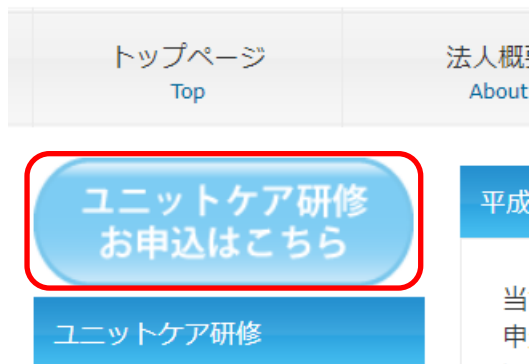 トップページ
Top
法人概要
About
ユニットケア研修
お申込はこちら
ユニットケア研修
平成
当
申